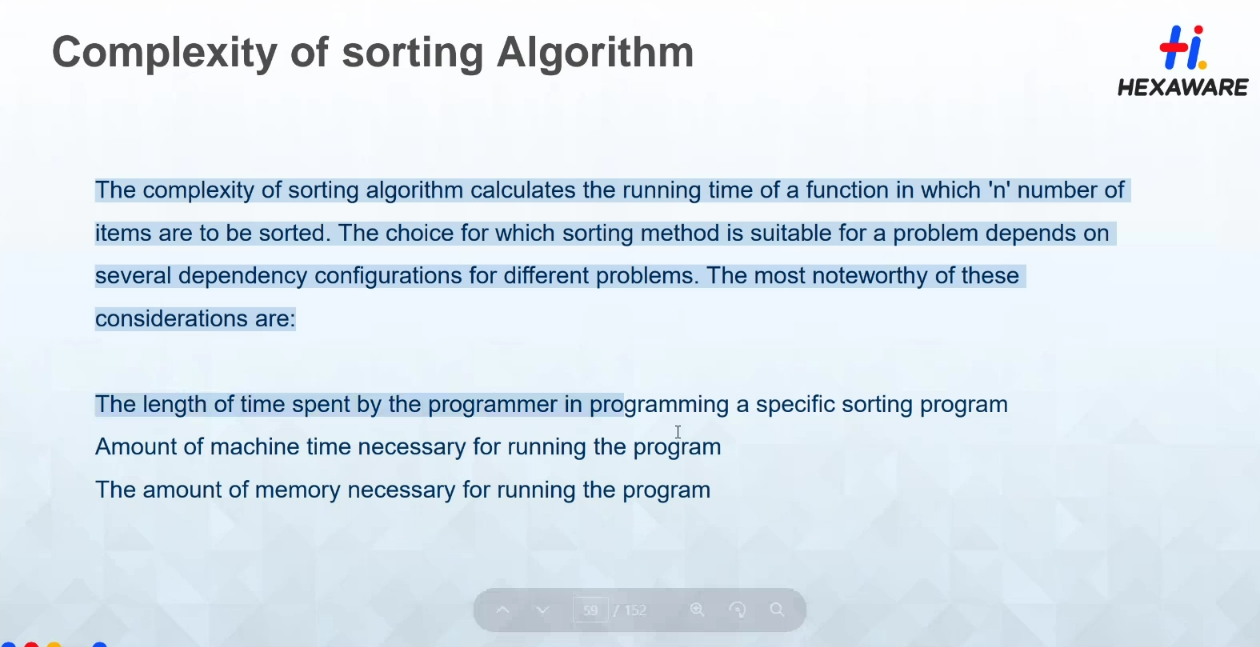 Complexity of sorting Algorithm
HEXAWARE
The complexity of sorting algorithm calculates the running time of a function in which 'n' number of
items are to be sorted. The choice for which sorting method is suitable for a problem depends on
several dependency configurations for different problems. The most noteworthy of these
considerations are:
The length of time spent by the programmer in programming a specific sorting program
Amount of machine time necessary for running the program
The amount of memory necessary for running the program
59 / 152